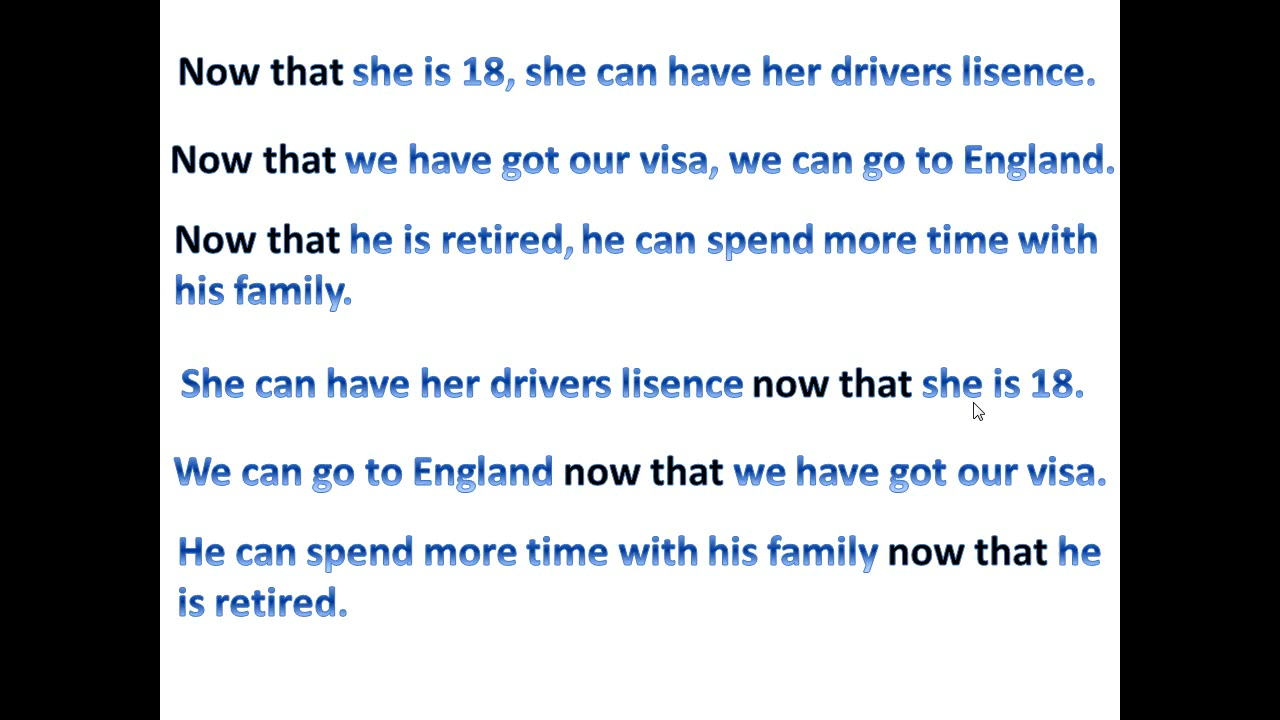 Now that she is 18, she can have her drivers lisence.
Now that we have got our visa, we can go to England.
Now that he is retired, he can spend more time with
his family.
She can have her drivers lisence now that she is 18.
We can go to England now that we have got our visa.
He can spend more time with his family now that he
is retired.